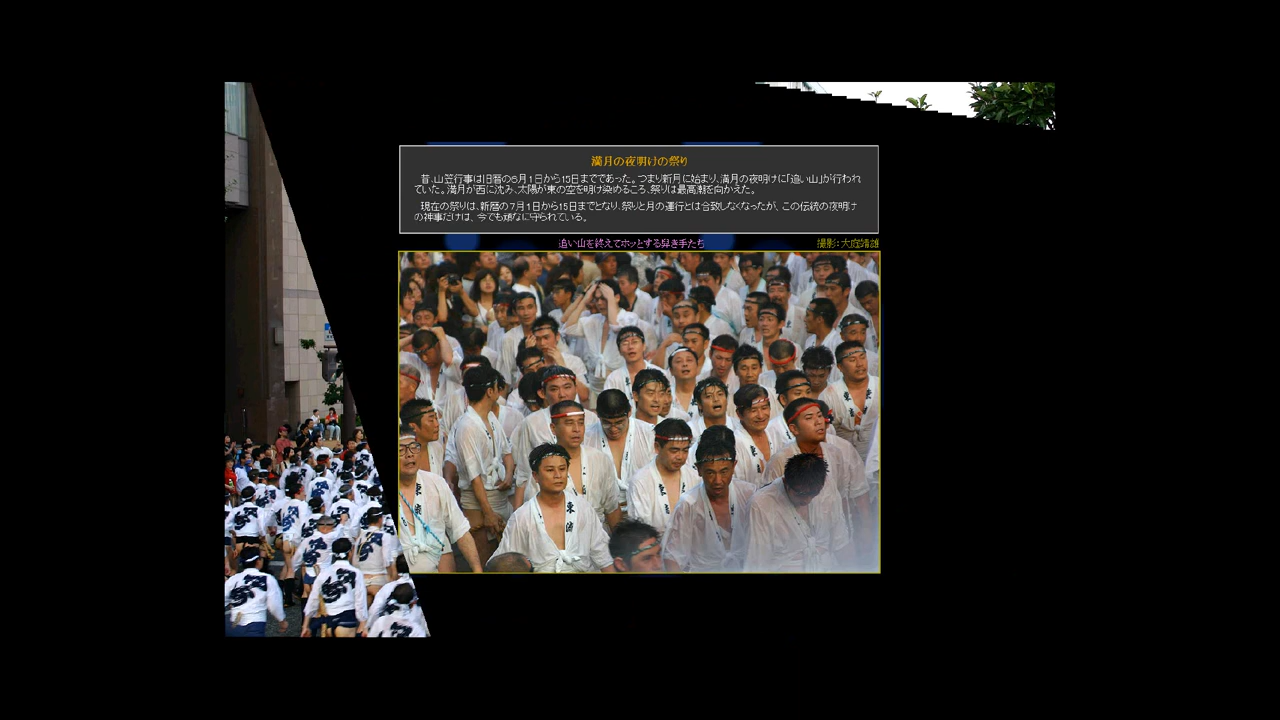 満月の夜明けの祭り
昔、山笠行事は旧暦の6月1日から15日までであった。つまり新月に始まり、満月の夜明けに「追い山」が行われ
ていた。満月が西に沈み、太陽が東の空を明け染めるころ、祭りは最高潮を向かえた。
現在の祭りは、新暦の7月1日から15日までとなり、祭りと月の運行とは合致しなくなったが、この伝統の夜明け
の神事だけは、今でも頑なに守られている。
追い山を終えてホッとする舁き手たち
撮影：大庭靖雄
東流